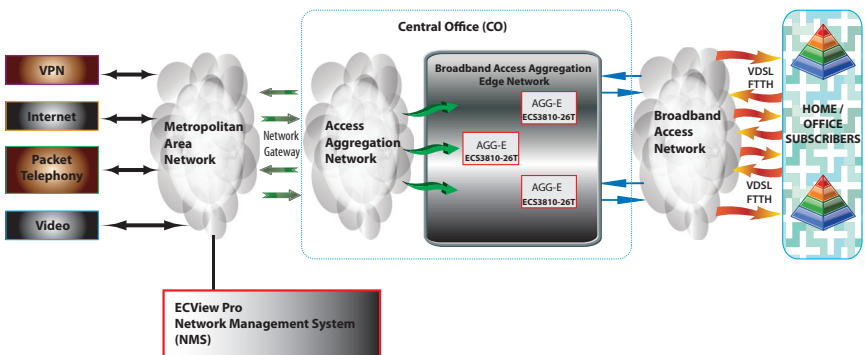 Central Office (CO)
VPN
Internet
Packet
Telephony
Video
Metropolitan
Area
Network
Network
Gateway
Access
Aggregation
Network
Broadband Access Aggregation
Edge Network
AGG-E
ECS3810-26T
AGG-E
ECS3810-26T
AGG-E
ECS3810-26T
Broadband
Access
Network
VDSL
FTTH
VDSL
FTTH
HOME /
OFFICE
SUBSCRIBERS
ECView Pro
Network Management System
(NMS)